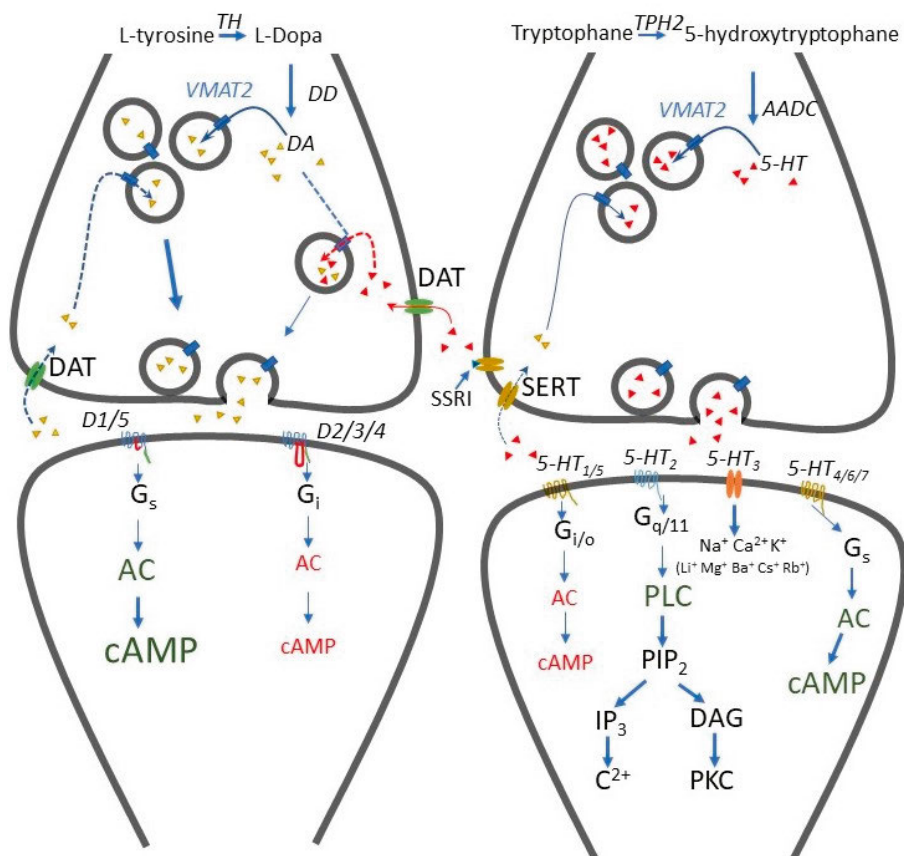 TH
L-tyrosine L-Dopa
VMAT2
DD
DA
DAT
DAT
D1/5
D2/3/4
Gs
Gi
AC
AC
cAMP
cAMP
TPH2
Tryptophane 5-hydroxytryptophane
VMAT2
AADC
5-HT
SSRI
SERT
5-HT1/5
5-HT2
5-HT3
5-HT4/6/7
Gi/o
Gq/11
Na⁺ Ca²⁺ K⁺
(Li⁺ Mg⁺ Ba⁺ Cs⁺ Rb⁺)
Gs
AC
PLC
AC
cAMP
PIP2
cAMP
IP3
DAG
C²⁺
PKC